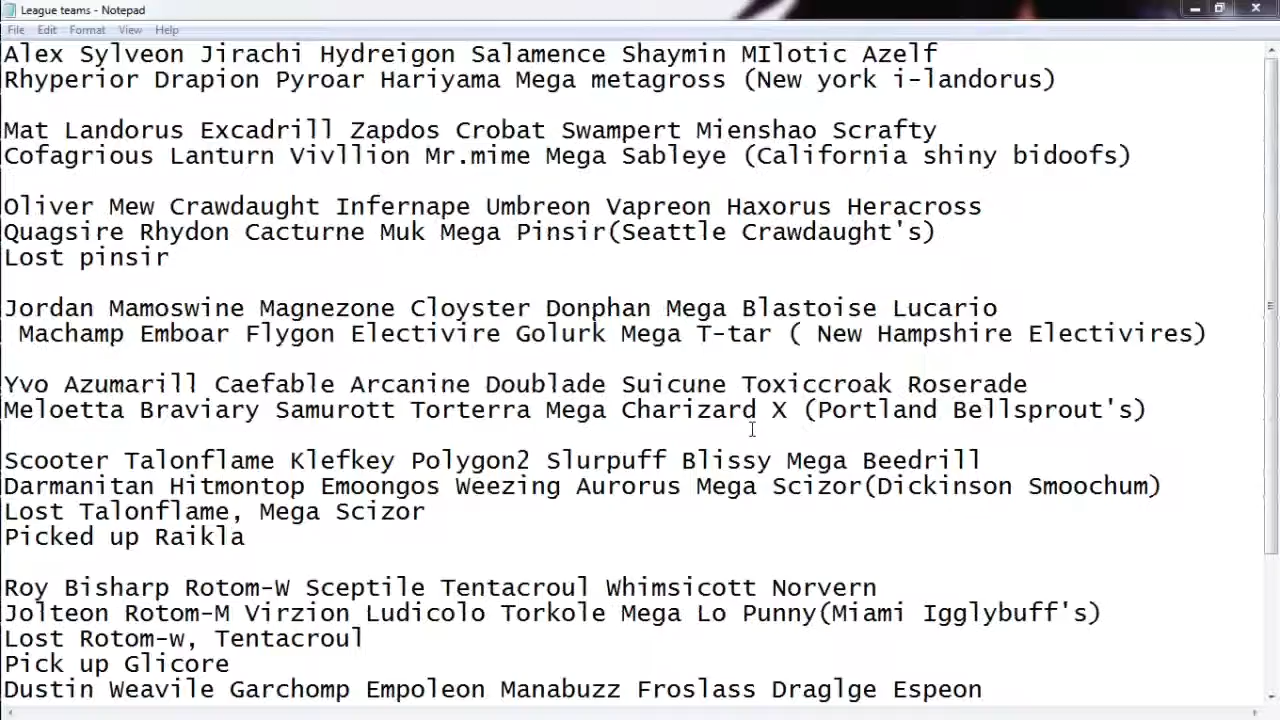 League teams - Notepad
File Edit Format View Help
Alex Sylveon Jirachi Hydreigon Salamence Shaymin MIlotic Azelf
Rhyperior Drapion Pyroar Hariyama Mega metagross (New york i-landorus)
Mat Landorus Excadrill Zapdos Crobat Swampert Mienshao Scrafty
Cofagrious Lanturn Vivllion Mr.mime Mega Sableye (California shiny bidoofs)
Oliver Mew Crawdaught Infernape Umbreon Vapreon Haxorus Heracross
Quagsire Rhydon Cacturne Muk Mega Pinsir(Seattle Crawdaught's)
Lost pinsir
Jordan Mamoswine Magnezone Cloyster Donphan Mega Blastoise Lucario
Machamp Emboar Flygon Electivire Golurk Mega T-tar ( New Hampshire Electivires)
Yvo Azumarill Caefable Arcanine Doublade Suicune Toxiccroak Roserade
Meloetta Braviary Samurott Torterra Mega Charizard X (Portland Bellsprout's)
Scooter Talonflame Klefkey Polygon2 Slurpuff Blissy Mega Beedrill
Darmanitan Hitmontop Emoongos Weezing Aurorus Mega Scizor(Dickinson Smoochum)
Lost Talonflame, Mega Scizor
Picked up Raikla
Roy Bisharp Rotom-W Sceptile Tentacroul Whimsicott Norvern
Jolteon Rotom-M Virzion Ludicolo Torkole Mega Lo Punny(Miami Igglybuff's)
Lost Rotom-w, Tentacroul
Pick up Glicore
Dustin Weavile Garchomp Empoleon Manabuzz Froslass Draglge Espeon